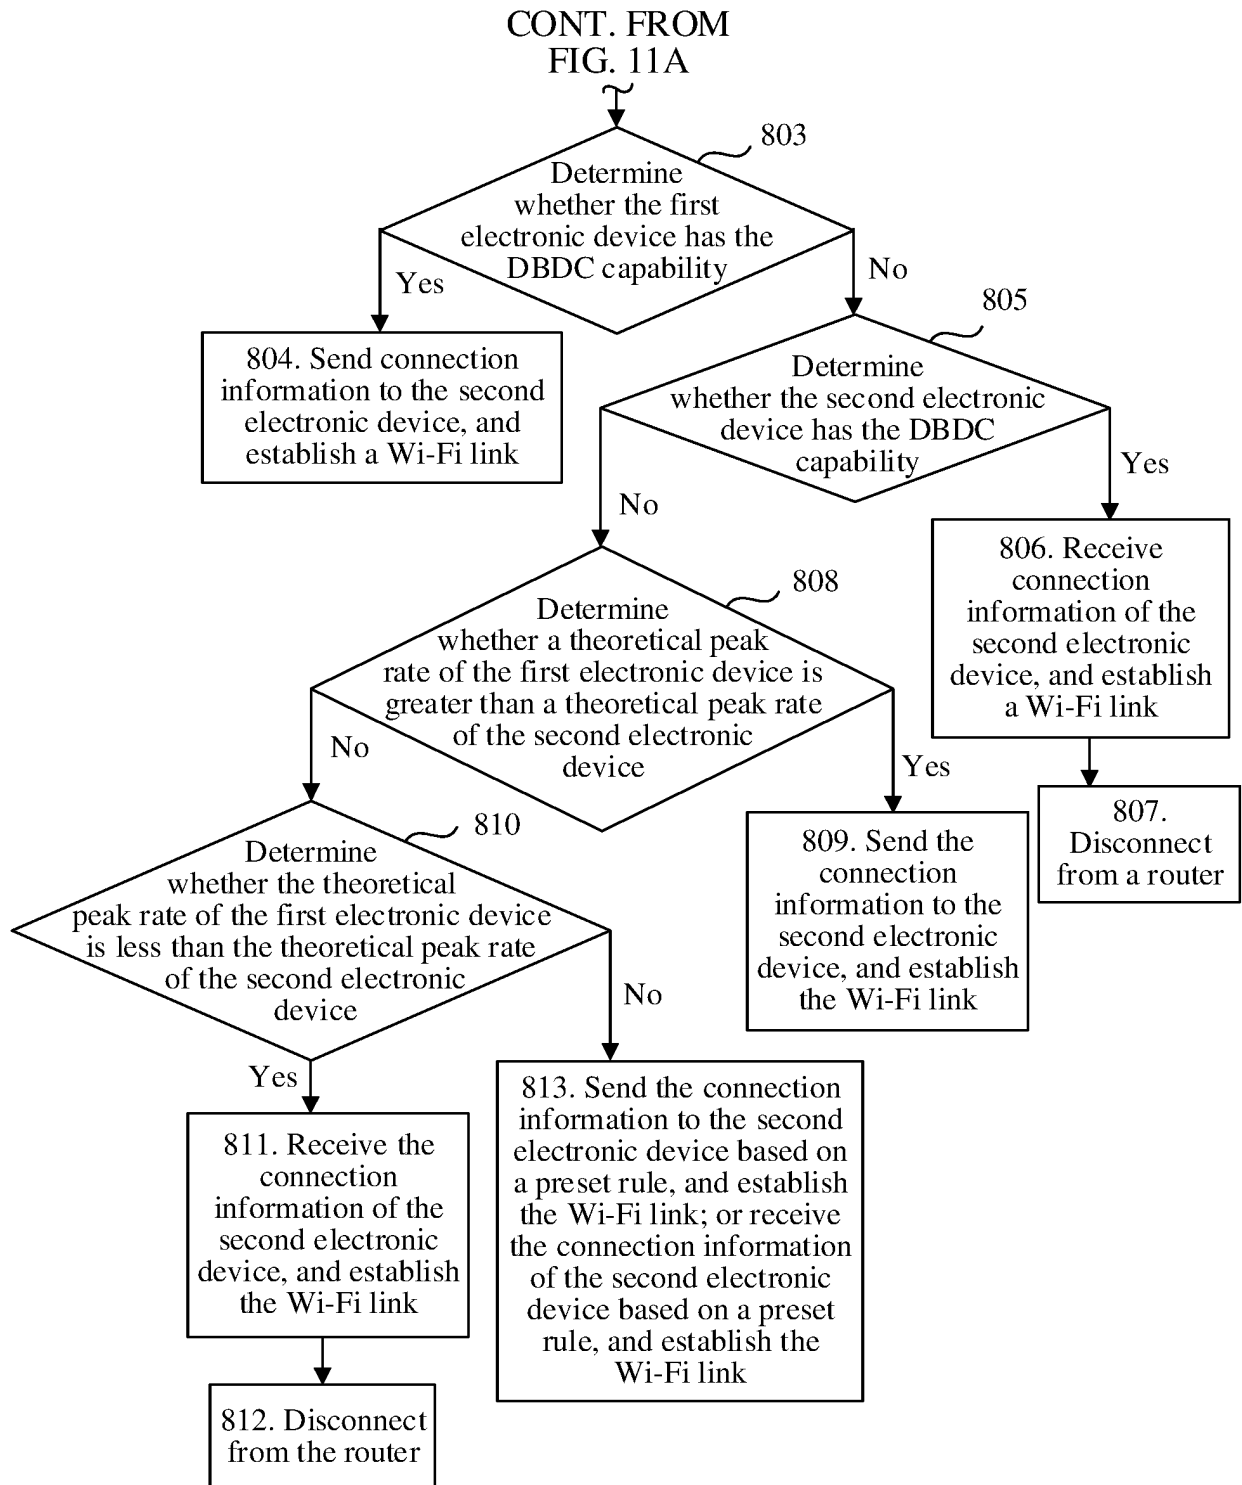 CONT. FROM
FIG. 11A
803
Determine
whether the first
electronic device has the
DBDC capability
Yes
No
804. Send connection
information to the second
electronic device, and
establish a Wi-Fi link
805
Determine
whether the second electronic
device has the DBDC
capability
No
Yes
806. Receive
connection
information of the
second electronic
device, and establish
a Wi-Fi link
807.
Disconnect
from a router
808
Determine
whether a theoretical peak
rate of the first electronic device is
greater than a theoretical peak rate
of the second electronic
device
No
Yes
809. Send the
connection
information to the
second electronic
device, and establish
the Wi-Fi link
810
Determine
whether the theoretical
peak rate of the first electronic device
is less than the theoretical peak rate
of the second electronic
device
Yes
No
811. Receive the
connection
information of the
second electronic
device, and establish
the Wi-Fi link
812. Disconnect
from the router
813. Send the connection
information to the second
electronic device based on
a preset rule, and establish
the Wi-Fi link; or receive
the connection information
of the second electronic
device based on a preset
rule, and establish the
Wi-Fi link